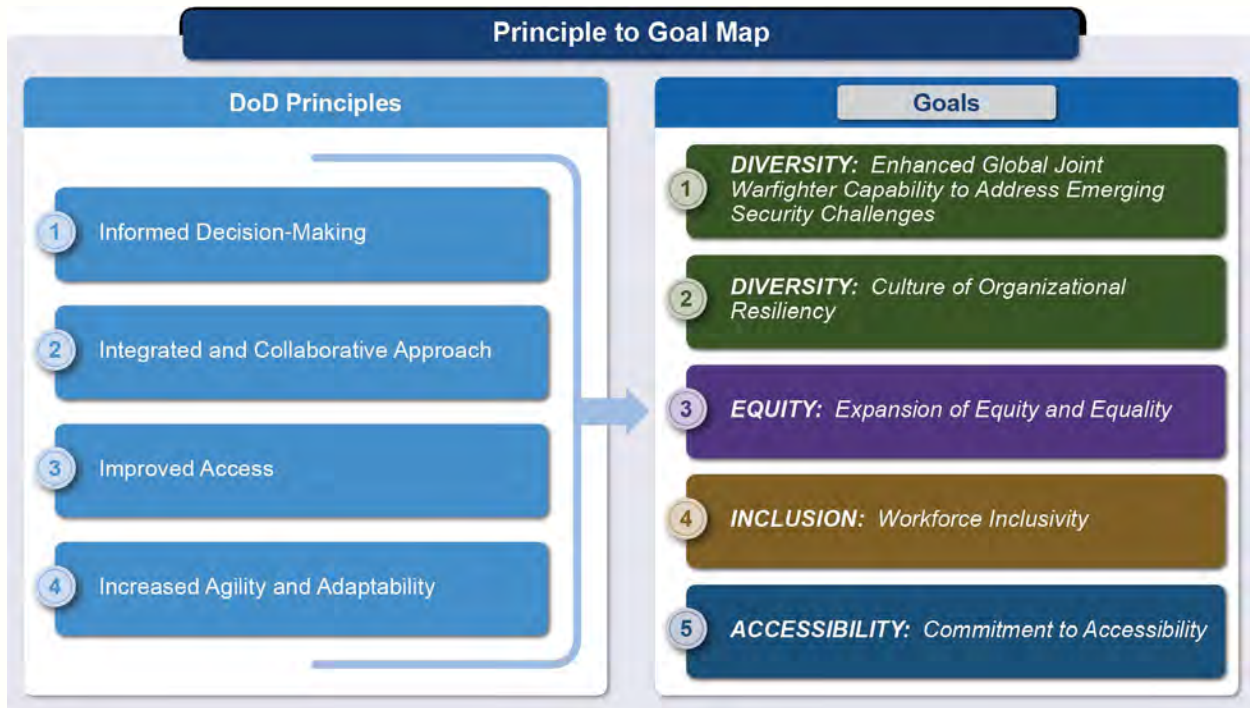 Principle to Goal Map
DoD Principles
1
Informed Decision-Making
2
Integrated and Collaborative Approach
3
Improved Access
4
Increased Agility and Adaptability
Goals
1
DIVERSITY: Enhanced Global Joint
Warfighter Capability to Address Emerging
Security Challenges
2
DIVERSITY: Culture of Organizational
Resiliency
3
EQUITY: Expansion of Equity and Equality
4
INCLUSION: Workforce Inclusivity
5
ACCESSIBILITY: Commitment to Accessibility